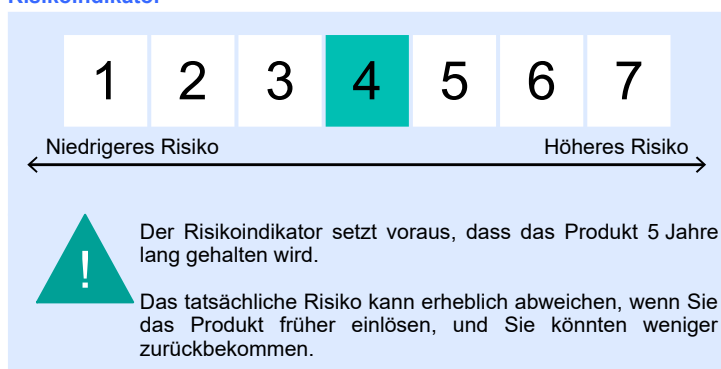 Risikoindikator
1 2 3 4 5 6 7
Niedrigeres Risiko Höheres Risiko
!
Der Risikoindikator setzt voraus, dass das Produkt 5 Jahre
lang gehalten wird.
Das tatsächliche Risiko kann erheblich abweichen, wenn Sie
das Produkt früher einlösen, und Sie könnten weniger
zurückbekommen.